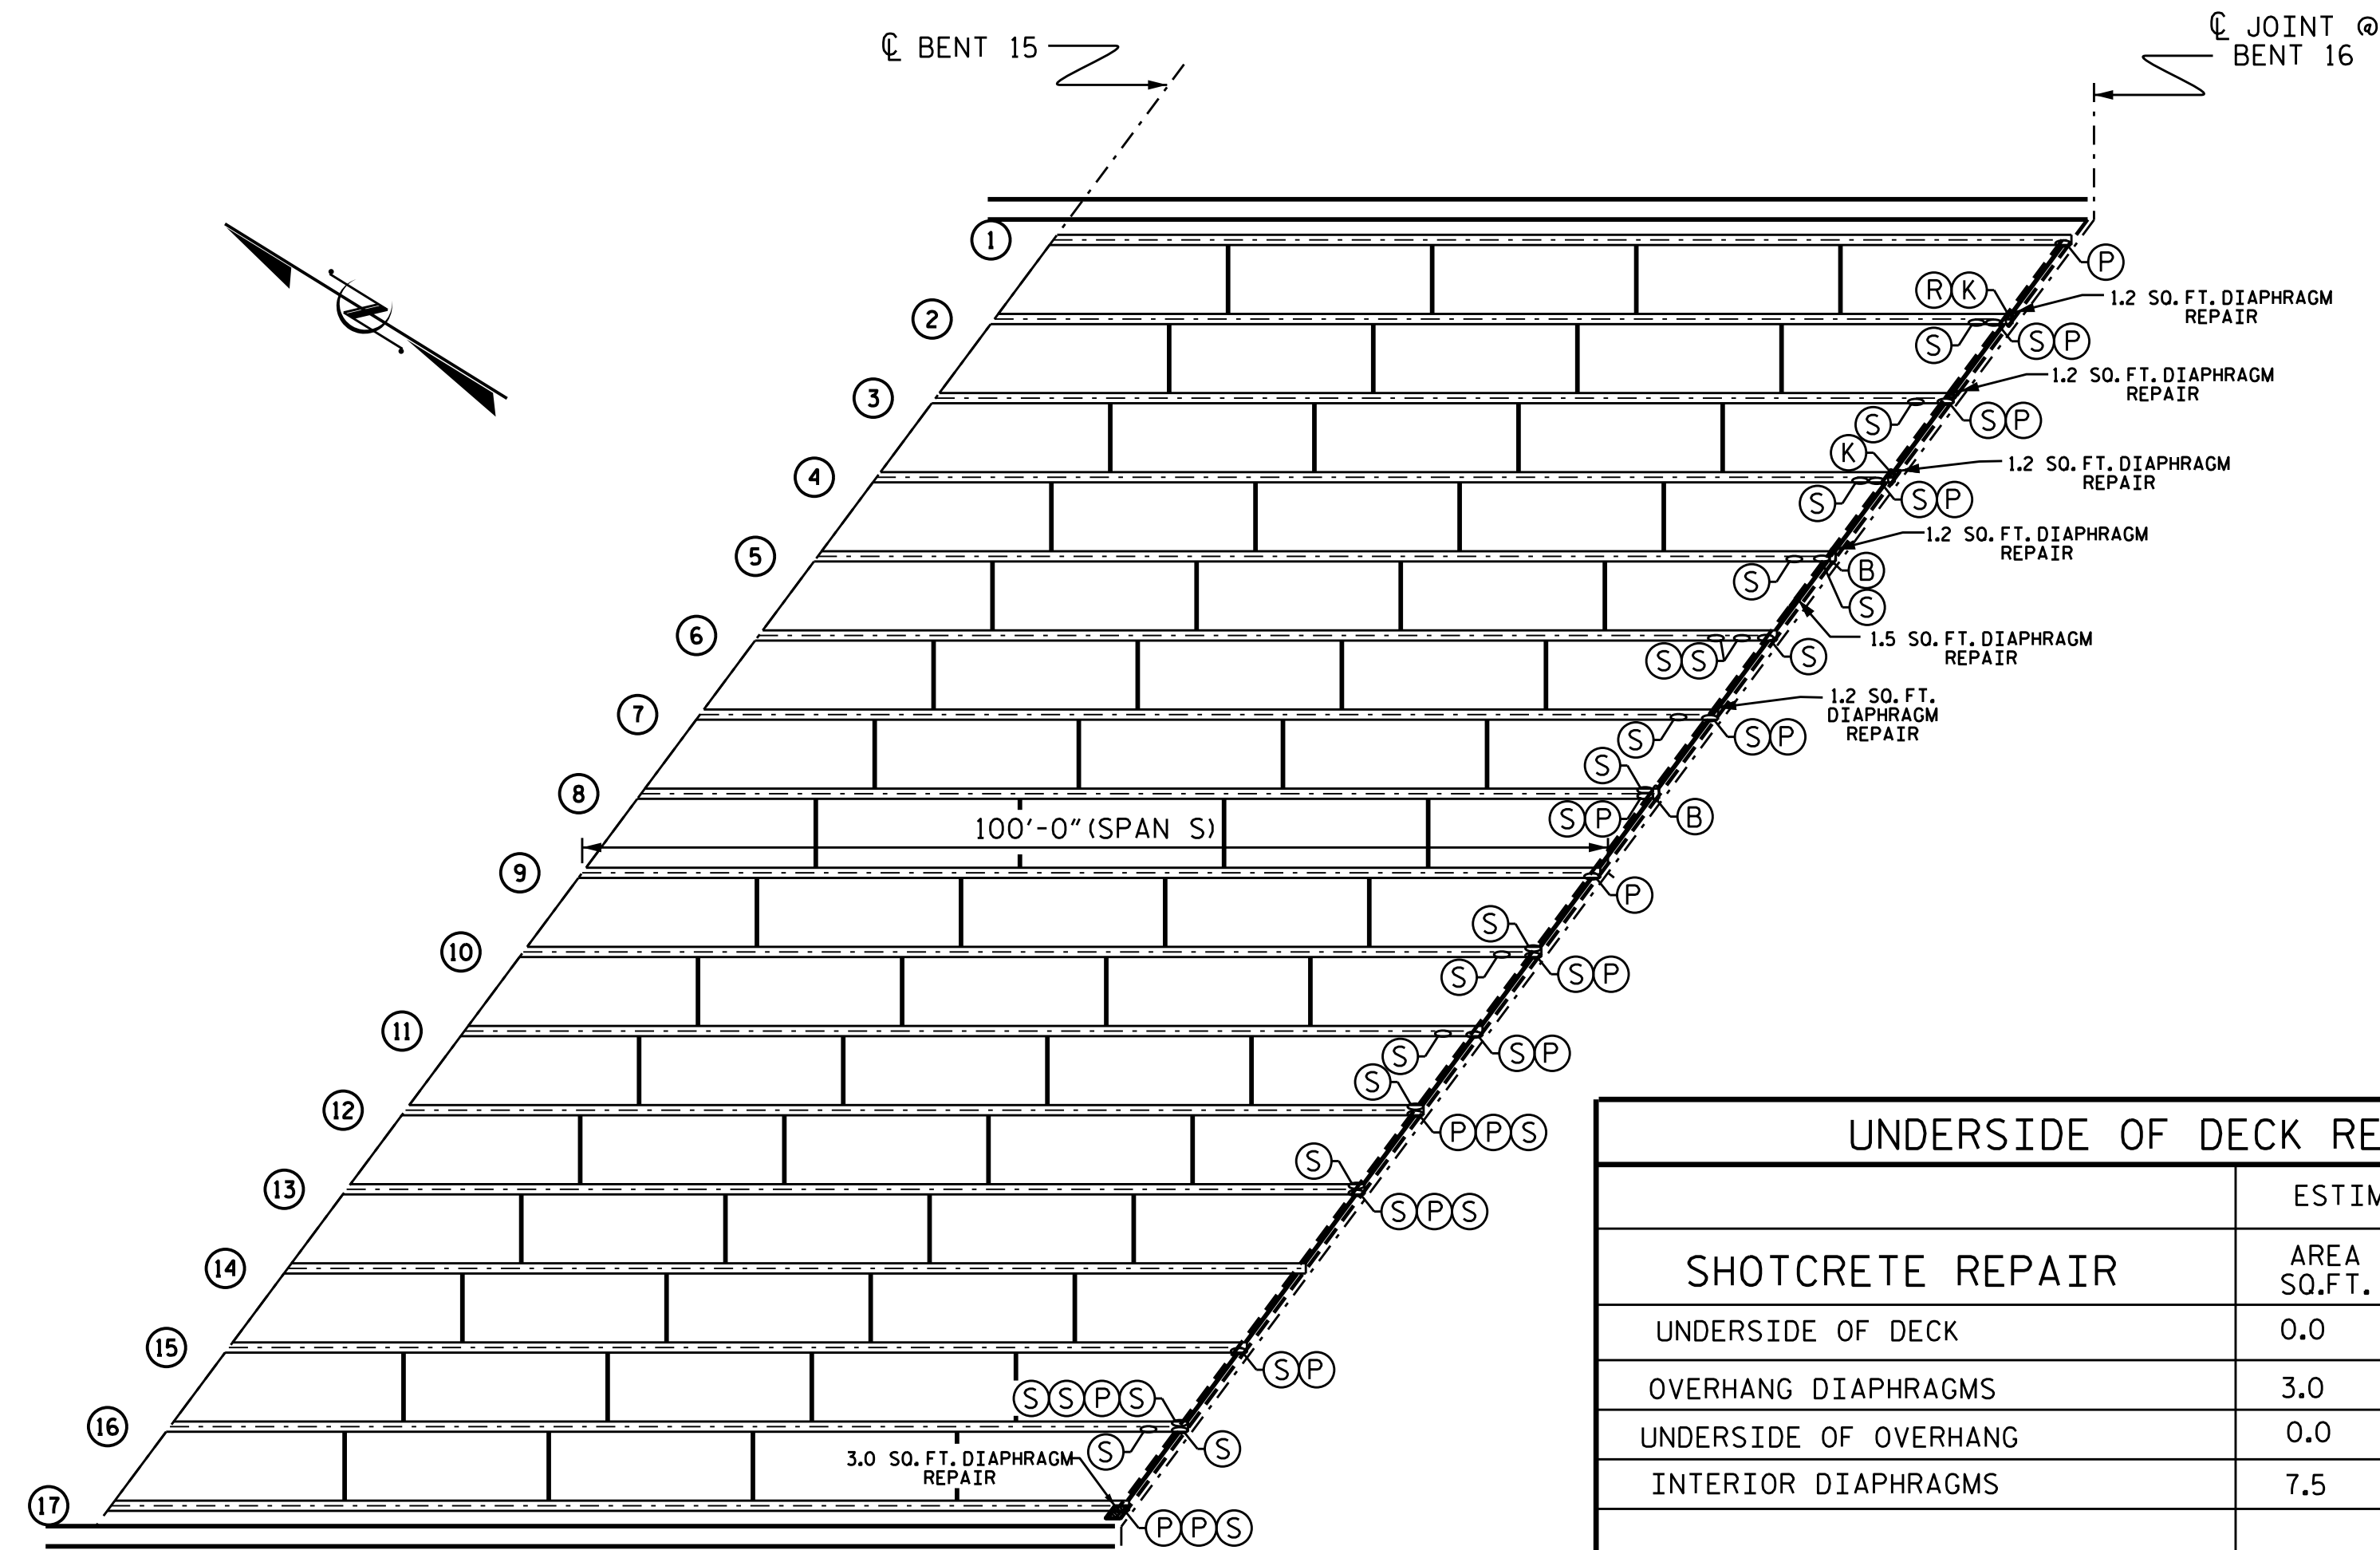 ℄ BENT 15
℄ JOINT @
BENT 16
1
P
R K
1.2 SQ. FT. DIAPHRAGM
REPAIR
2
S
S P
1.2 SQ. FT. DIAPHRAGM
REPAIR
3
S
S P
K
1.2 SQ. FT. DIAPHRAGM
REPAIR
4
S
S P
1.2 SQ. FT. DIAPHRAGM
REPAIR
5
S
B
S
1.5 SQ. FT. DIAPHRAGM
REPAIR
6
S S
S
1.2 SQ. FT.
DIAPHRAGM
REPAIR
7
S
S P
S
8
S P
B
100'-0" (SPAN S)
9
P
S
10
S
S P
11
S
S P
S
12
P P S
S
13
S P S
14
15
S P
S S P S
16
S
S
3.0 SQ. FT. DIAPHRAGM
REPAIR
17
P P S
UNDERSIDE OF DECK RE
ESTIM
SHOTCRETE REPAIR
AREA
SQ.FT.
UNDERSIDE OF DECK 0.0
OVERHANG DIAPHRAGMS 3.0
UNDERSIDE OF OVERHANG 0.0
INTERIOR DIAPHRAGMS 7.5